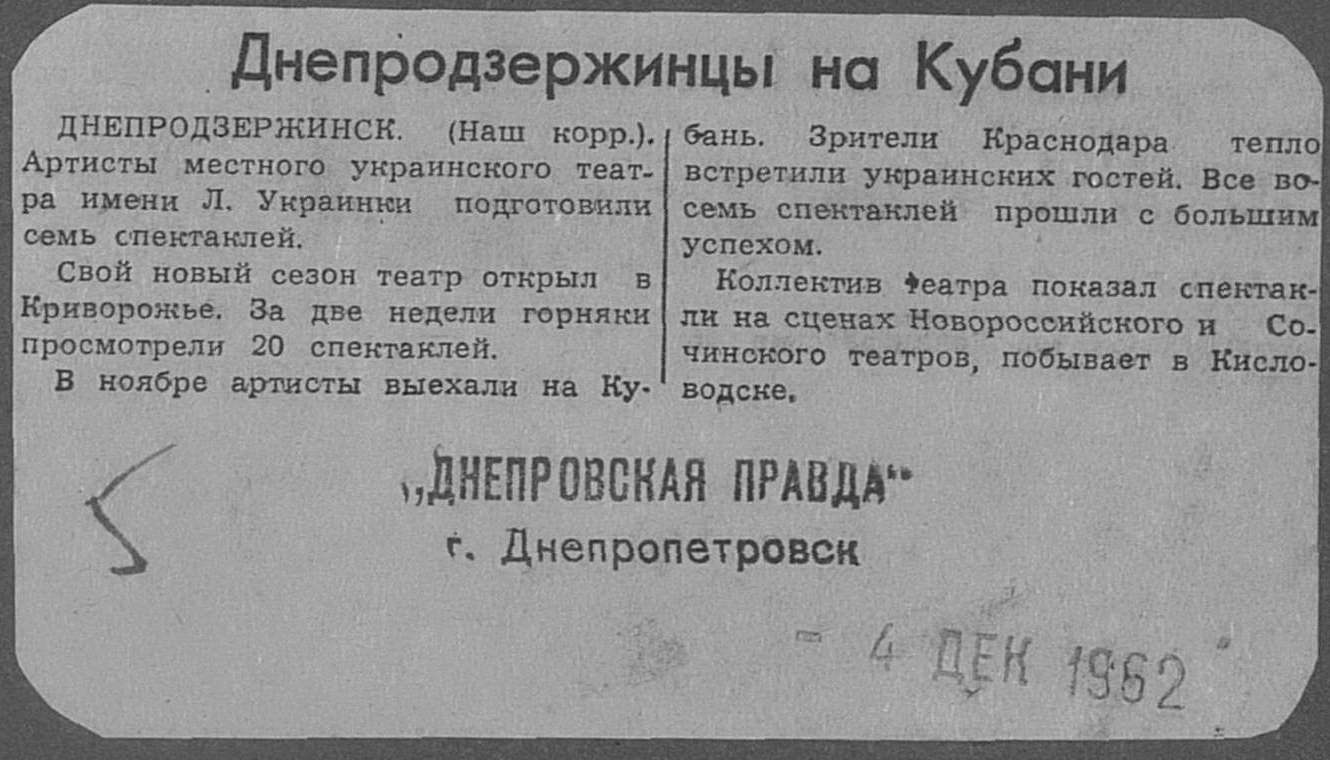 Днепродзержинцы на Кубани
ДНЕПРОДЗЕРЖИНСК. (Наш корр.).
Артисты местного украинского теат-
ра имени Л. Украинки подготовили
семь спектаклей.
Свой новый сезон театр открыл в
Криворожье. За две недели горняки
просмотрели 20 спектаклей.
В ноябре артисты выехали на Ку-
бань. Зрители Краснодара тепло
встретили украинских гостей. Все во-
семь спектаклей прошли с большим
успехом.
Коллектив театра показал спектак-
ли на сценах Новороссийского и Со-
чинского театров, побывает в Кисло-
водске.
„ДНЕПРОВСКАЯ ПРАВДА“
г. Днепропетровск
- 4 ДЕК 1962